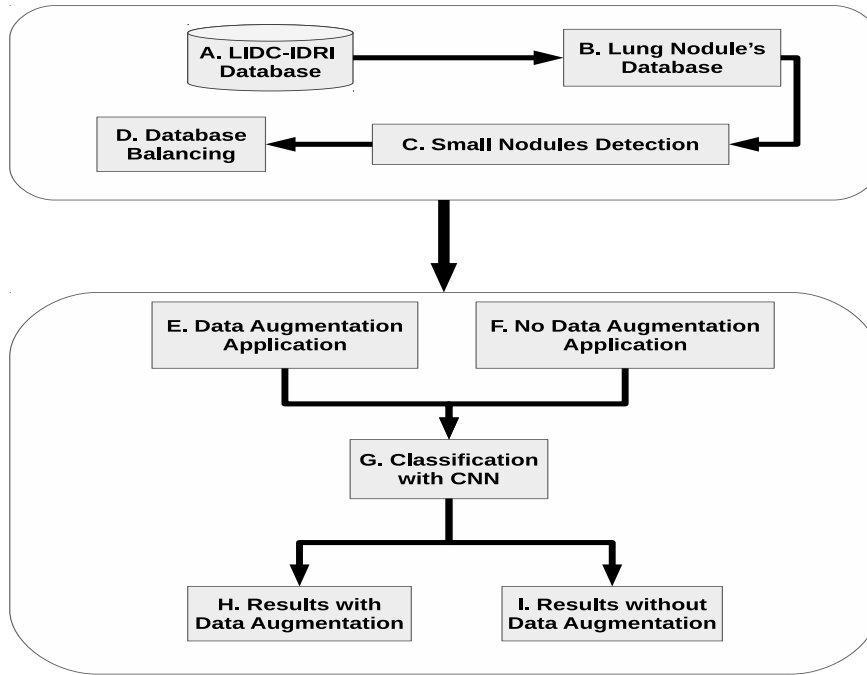 A. LIDC-IDRI
Database
B. Lung Nodule’s
Database
C. Small Nodules Detection
D. Database
Balancing
E. Data Augmentation
Application
F. No Data Augmentation
Application
G. Classification
with CNN
H. Results with
Data Augmentation
I. Results without
Data Augmentation